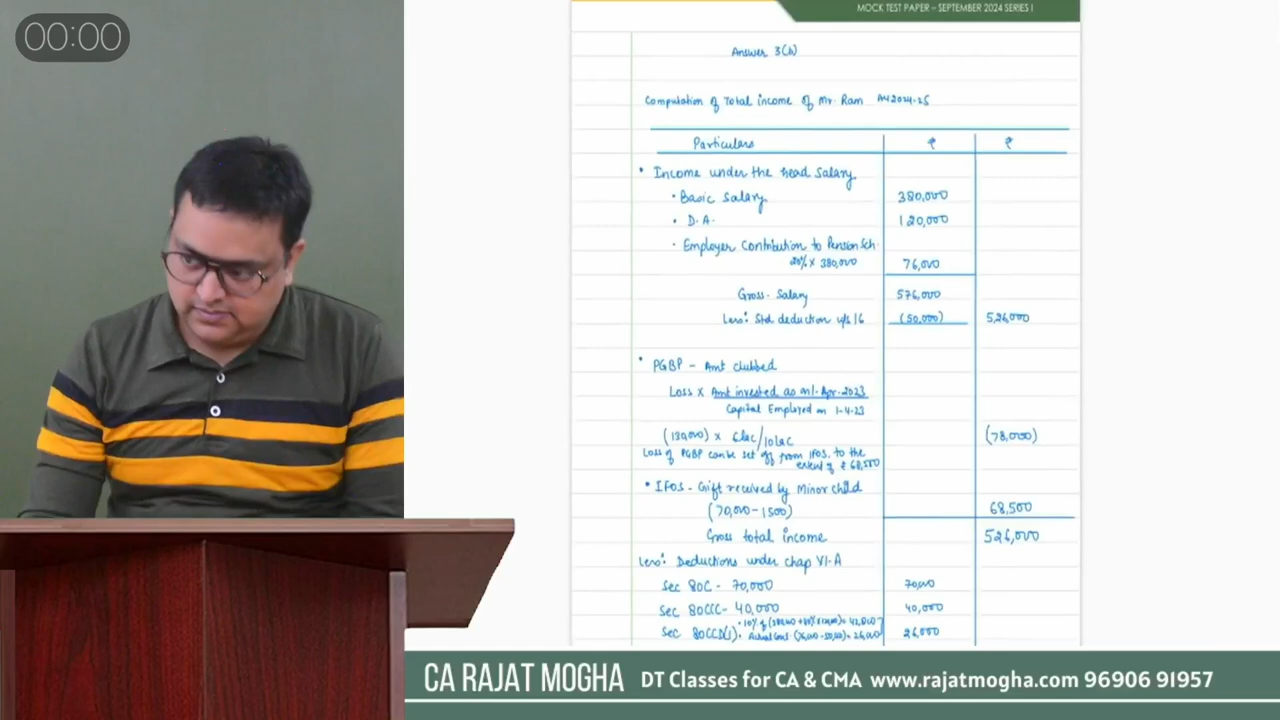 00:00
MOCK TEST PAPER – SEPTEMBER 2024 SERIES I
Answer 3(A)
Computation of Total income of Mr. Ram AY 2024-25
Particulars ₹ ₹
• Income under the head Salary
• Basic Salary 380,000
• D.A. 120,000
• Employer Contribution to Pension Sch.
20% x 380,000 76,000
Gross Salary 576,000
Less: Std deduction u/s 16 (50,000) 5,26,000
• PGBP – Amt clubbed
Loss x Amt invested as on 1-Apr-2023
Capital Employed on 1-4-23
(130,000) x 6lac/10lac (78,000)
Loss of PGBP can be set off from IFOS, to the
extent of ₹ 68,500
• IFOS - Gift received by Minor child
(70,000-1500) 68,500
Gross total income 526,000
Less: Deductions under chap VI-A
Sec 80C - 70,000 70,000
Sec 80CCC - 40,000 40,000
Sec 80CCD(1) 26,000
CA RAJAT MOGHA DT Classes for CA & CMA www.rajatmogha.com 96906 91957